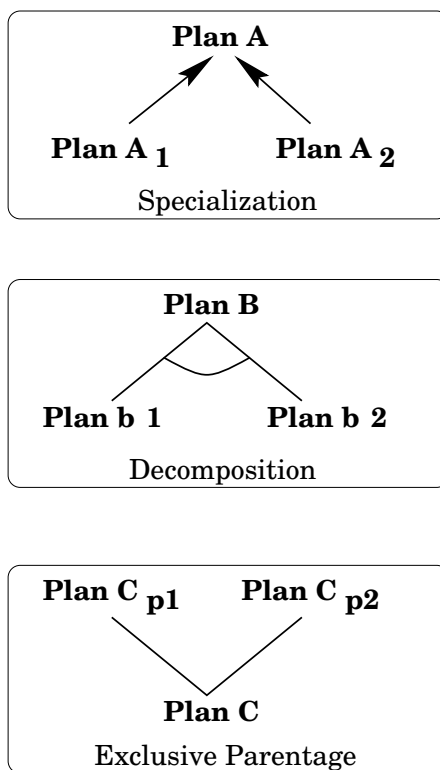 Plan A
Plan A 1 Plan A 2
Specialization
Plan B
Plan b 1 Plan b 2
Decomposition
Plan C p1 Plan C p2
Plan C
Exclusive Parentage